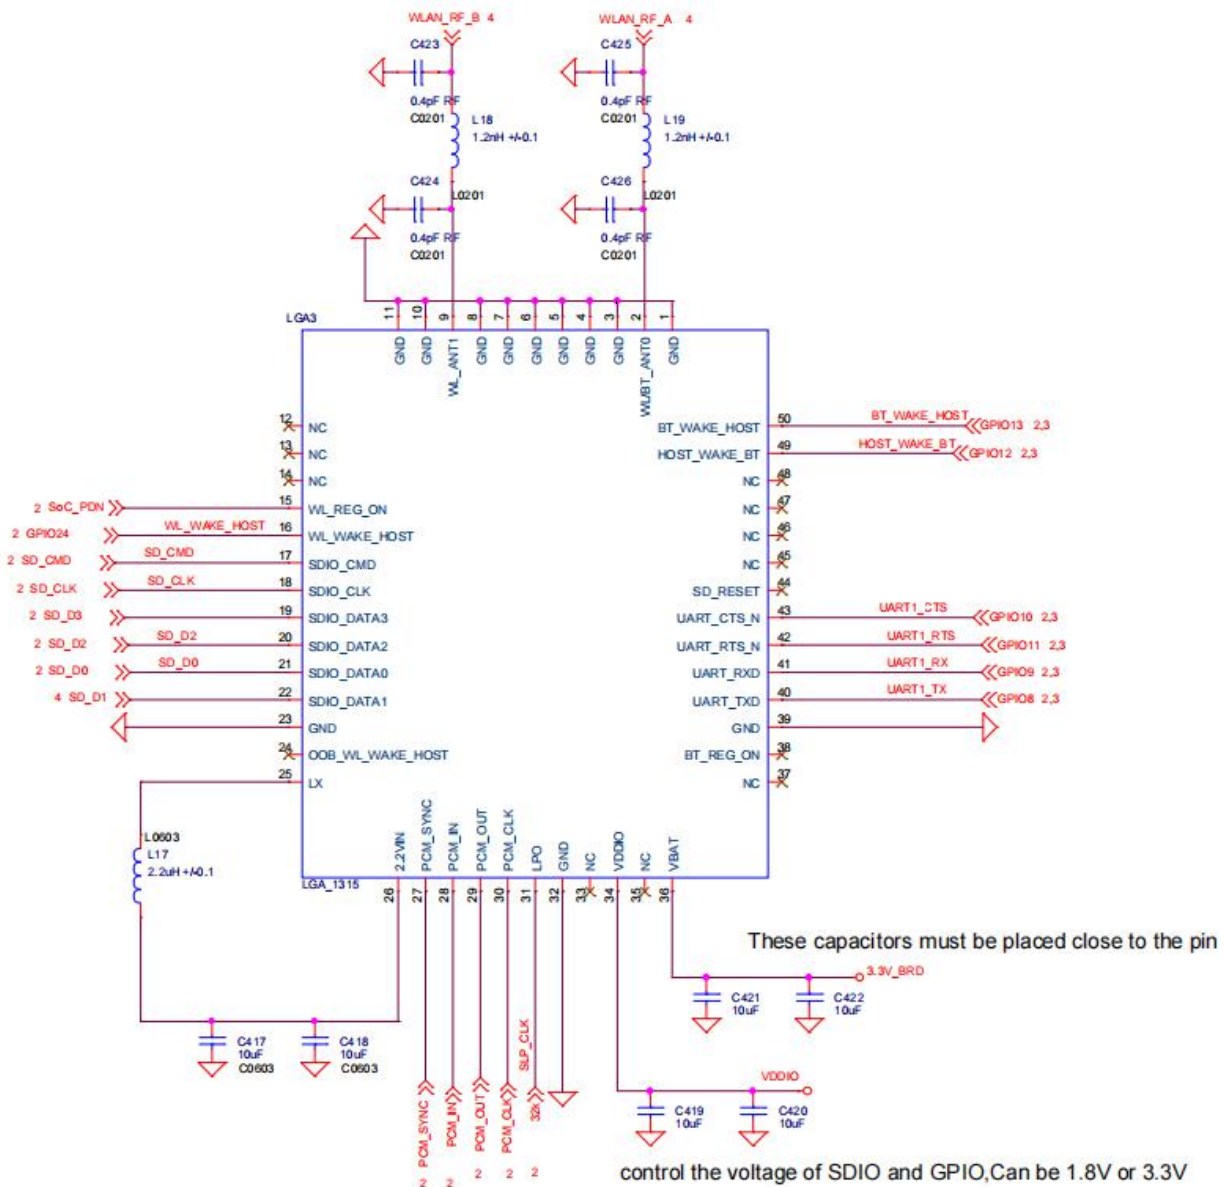 WLAN_RF_B 4
WLAN_RF_A 4
C423
C425
0.4pF RF
C0201
0.4pF RF
C0201
L18
1.2nH +/-0.1
L19
1.2nH +/-0.1
C424
L0201
C426
L0201
0.4pF RF
C0201
0.4pF RF
C0201
LGA3
11 10 9 8 7 6 5 4 3 2 1
GND GND WL_ANT1 GND GND GND GND GND GND WL/BT_ANT0 GND
12 NC
13 NC
14 NC
2 SoC_PDN 15 WL_REG_ON
2 GPIO24 WL_WAKE_HOST 16 WL_WAKE_HOST
2 SD_CMD SD_CMD 17 SDIO_CMD
2 SD_CLK SD_CLK 18 SDIO_CLK
2 SD_D3 19 SDIO_DATA3
2 SD_D2 SD_D2 20 SDIO_DATA2
2 SD_D0 SD_D0 21 SDIO_DATA0
4 SD_D1 22 SDIO_DATA1
23 GND
24 OOB_WL_WAKE_HOST
25 LX
BT_WAKE_HOST 50 BT_WAKE_HOST GPIO13 2,3
HOST_WAKE_BT 49 HOST_WAKE_BT GPIO12 2,3
NC 48
NC 47
NC 46
NC 45
SD_RESET 44
UART_CTS_N 43 UART1_CTS GPIO10 2,3
UART_RTS_N 42 UART1_RTS GPIO11 2,3
UART_RXD 41 UART1_RX GPIO9 2,3
UART_TXD 40 UART1_TX GPIO8 2,3
GND 39
BT_REG_ON 38
NC 37
L0603
L17
2.2uH +/-0.1
2.2VIN PCM_SYNC PCM_IN PCM_OUT PCM_CLK LPO GND NC VDDIO NC VBAT
LGA_1315
26 27 28 29 30 31 32 33 34 35 36
These capacitors must be placed close to the pin
3.3V_BRD
C421
10uF
C422
10uF
C417
10uF
C0603
C418
10uF
C0603
SLP_CLK
VDDIO
C419
10uF
C420
10uF
2 PCM_SYNC
2 PCM_IN
2 PCM_OUT
2 PCM_CLK
2 32k
control the voltage of SDIO and GPIO,Can be 1.8V or 3.3V